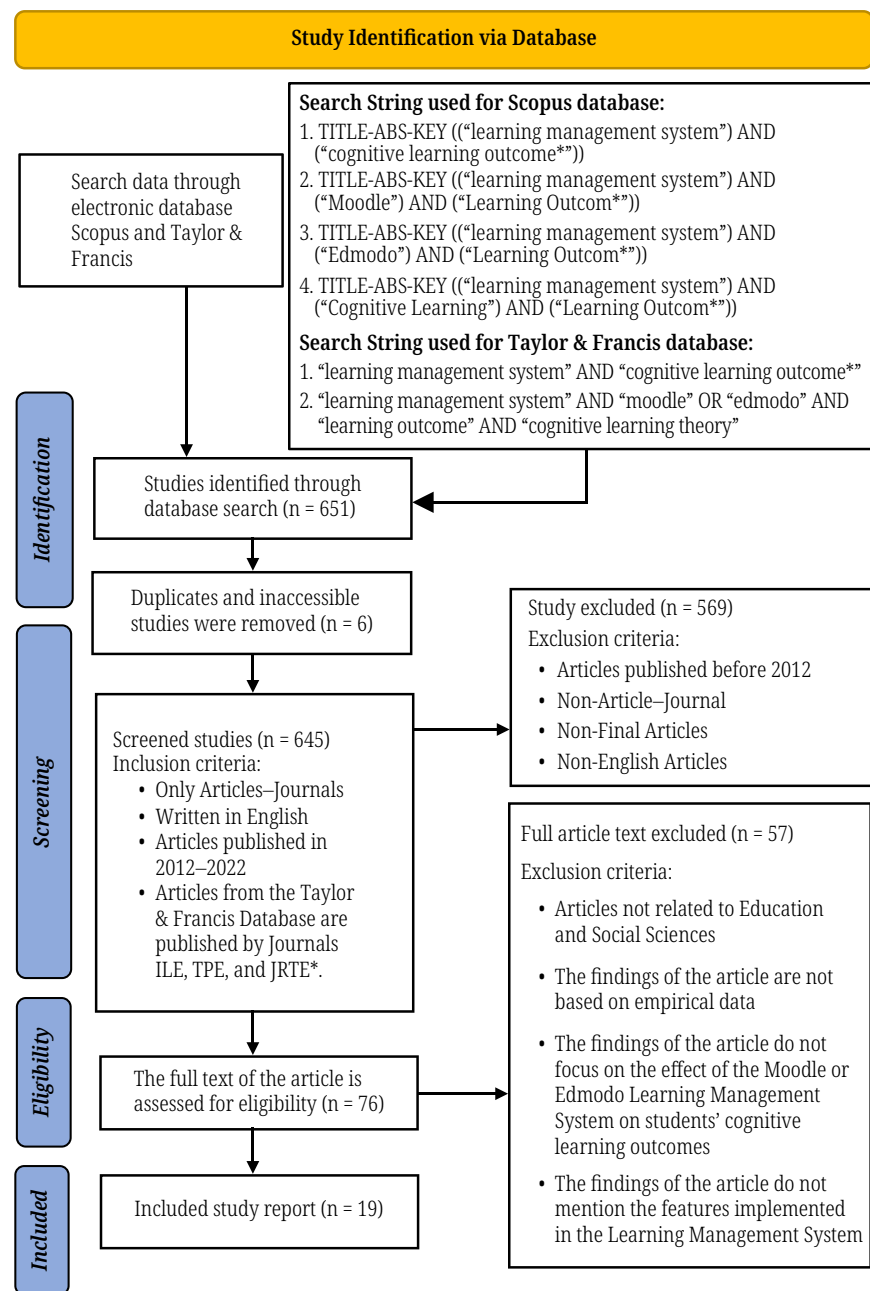 Study Identification via Database
Search String used for Scopus database:
1. TITLE-ABS-KEY ((“learning management system”) AND
(“cognitive learning outcome*”))
2. TITLE-ABS-KEY ((“learning management system”) AND
(“Moodle”) AND (“Learning Outcom*”))
3. TITLE-ABS-KEY ((“learning management system”) AND
(“Edmodo”) AND (“Learning Outcom*”))
4. TITLE-ABS-KEY ((“learning management system”) AND
(“Cognitive Learning”) AND (“Learning Outcom*”))
Search String used for Taylor & Francis database:
1. “learning management system” AND “cognitive learning outcome*”
2. “learning management system” AND “moodle” OR “edmodo” AND
“learning outcome” AND “cognitive learning theory”
Search data through
electronic database
Scopus and Taylor &
Francis
Identification
Studies identified through
database search (n = 651)
Duplicates and inaccessible
studies were removed (n = 6)
Screening
Screened studies (n = 645)
Inclusion criteria:
• Only Articles–Journals
• Written in English
• Articles published in
2012–2022
• Articles from the Taylor
& Francis Database are
published by Journals
ILE, TPE, and JRTE*.
Study excluded (n = 569)
Exclusion criteria:
• Articles published before 2012
• Non-Article–Journal
• Non-Final Articles
• Non-English Articles
Eligibility
The full text of the article is
assessed for eligibility (n = 76)
Full article text excluded (n = 57)
Exclusion criteria:
• Articles not related to Education
and Social Sciences
• The findings of the article are not
based on empirical data
• The findings of the article do not
focus on the effect of the Moodle or
Edmodo Learning Management
System on students’ cognitive
learning outcomes
• The findings of the article do not
mention the features implemented
in the Learning Management System
Included
Included study report (n = 19)